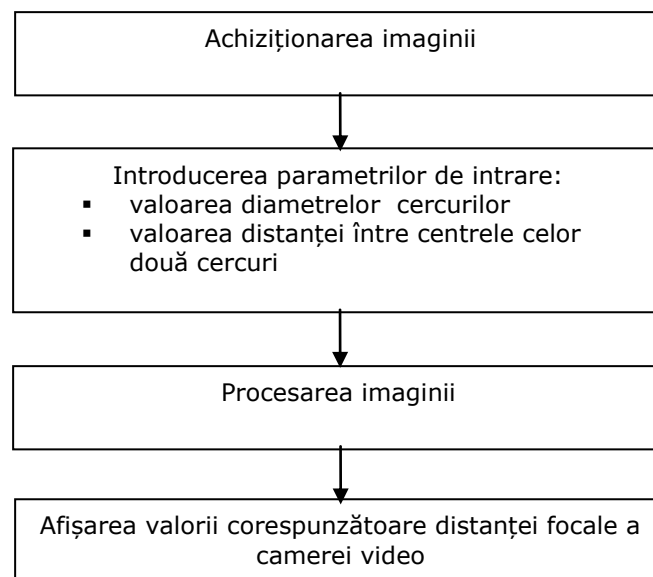 Achiziționarea imaginii
Introducerea parametrilor de intrare:
▪ valoarea diametrelor cercurilor
▪ valoarea distanței între centrele celor
două cercuri
Procesarea imaginii
Afișarea valorii corespunzătoare distanței focale a
camerei video